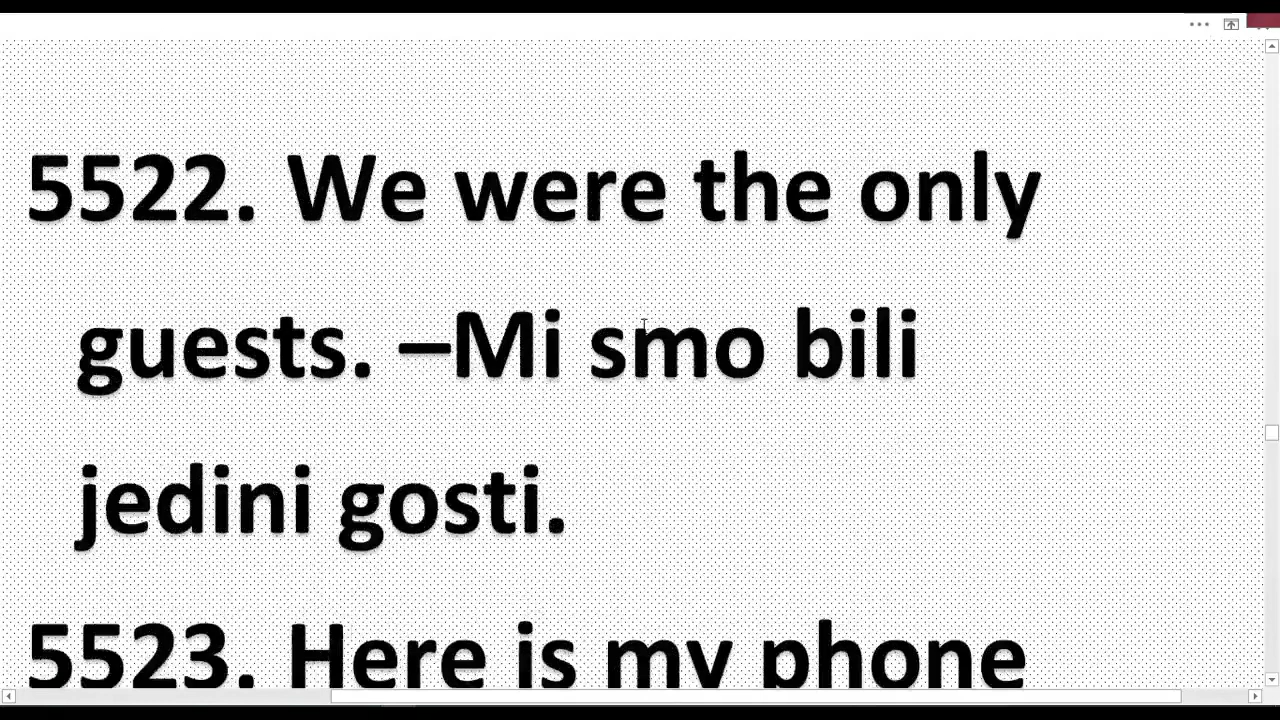 5522. We were the only
guests. –Mi smo bili
jedini gosti.
5523. Here is my phone